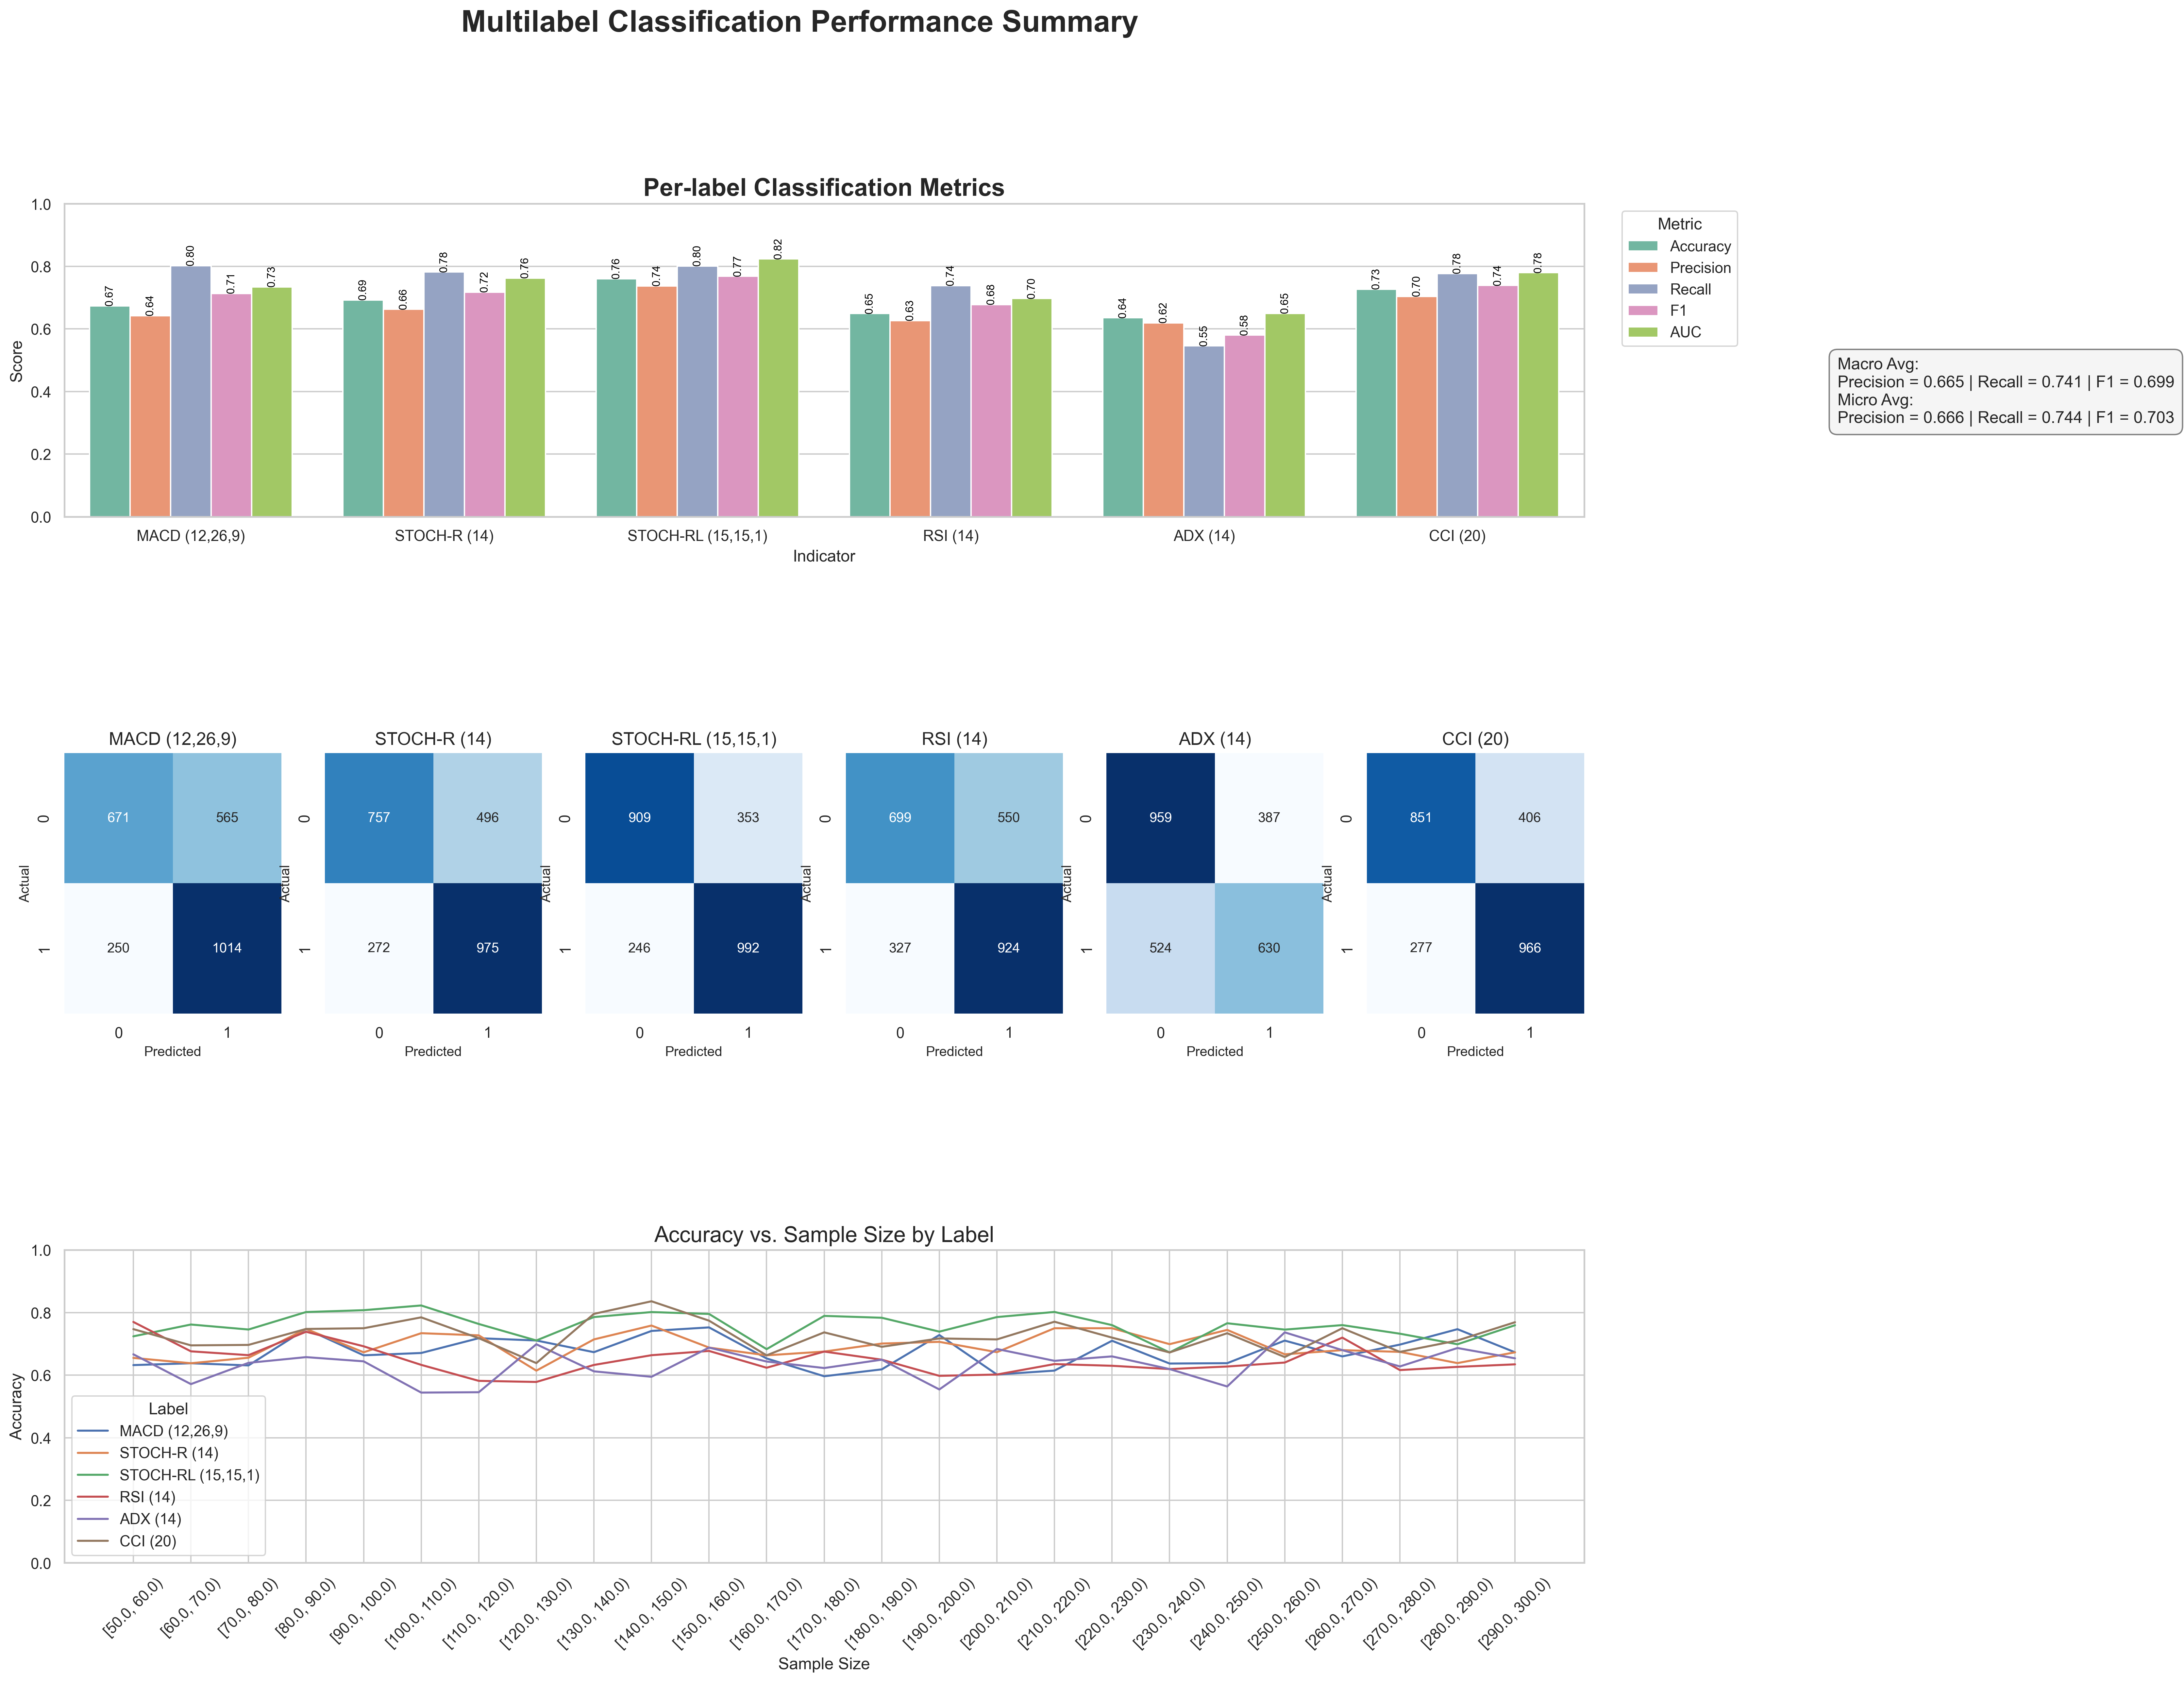 Multilabel Classification Performance Summary
Per-label Classification Metrics
Score
1.0
0.8
0.6
0.4
0.2
0.0
0.67 0.64 0.80 0.71 0.73
0.69 0.66 0.78 0.72 0.76
0.76 0.74 0.80 0.77 0.82
0.65 0.63 0.74 0.68 0.70
0.64 0.62 0.55 0.58 0.65
0.73 0.70 0.78 0.74 0.78
MACD (12,26,9) STOCH-R (14) STOCH-RL (15,15,1) RSI (14) ADX (14) CCI (20)
Indicator
Metric
Accuracy
Precision
Recall
F1
AUC
Macro Avg:
Precision = 0.665 | Recall = 0.741 | F1 = 0.699
Micro Avg:
Precision = 0.666 | Recall = 0.744 | F1 = 0.703
MACD (12,26,9)
Actual
0 671 565
1 250 1014
0 1
Predicted
STOCH-R (14)
Actual
0 757 496
1 272 975
0 1
Predicted
STOCH-RL (15,15,1)
Actual
0 909 353
1 246 992
0 1
Predicted
RSI (14)
0 699 550
1 327 924
0 1
Predicted
ADX (14)
Actual
0 959 387
1 524 630
0 1
Predicted
CCI (20)
Actual
0 851 406
1 277 966
0 1
Predicted
Accuracy vs. Sample Size by Label
Accuracy
1.0
0.8
0.6
0.4
0.2
0.0
Label
MACD (12,26,9)
STOCH-R (14)
STOCH-RL (15,15,1)
RSI (14)
ADX (14)
CCI (20)
[50.0, 60.0)
[60.0, 70.0)
[70.0, 80.0)
[80.0, 90.0)
[90.0, 100.0)
[100.0, 110.0)
[110.0, 120.0)
[120.0, 130.0)
[130.0, 140.0)
[140.0, 150.0)
[150.0, 160.0)
[160.0, 170.0)
[170.0, 180.0)
[180.0, 190.0)
[190.0, 200.0)
[200.0, 210.0)
[210.0, 220.0)
[220.0, 230.0)
[230.0, 240.0)
[240.0, 250.0)
[250.0, 260.0)
[260.0, 270.0)
[270.0, 280.0)
[280.0, 290.0)
[290.0, 300.0)
Sample Size